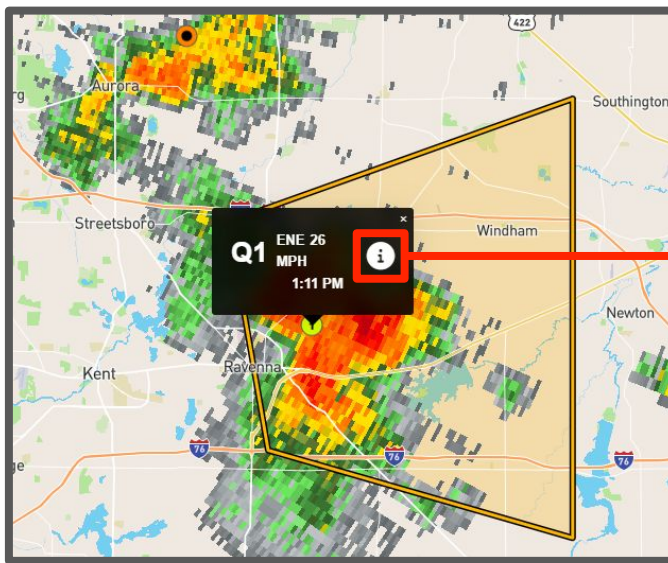 422
Aurora
rg
Southington
Streetsboro
×
Q1
ENE 26
MPH
1:11 PM
i
Windham
Newton
Kent
Ravenna
76
76
76
ge